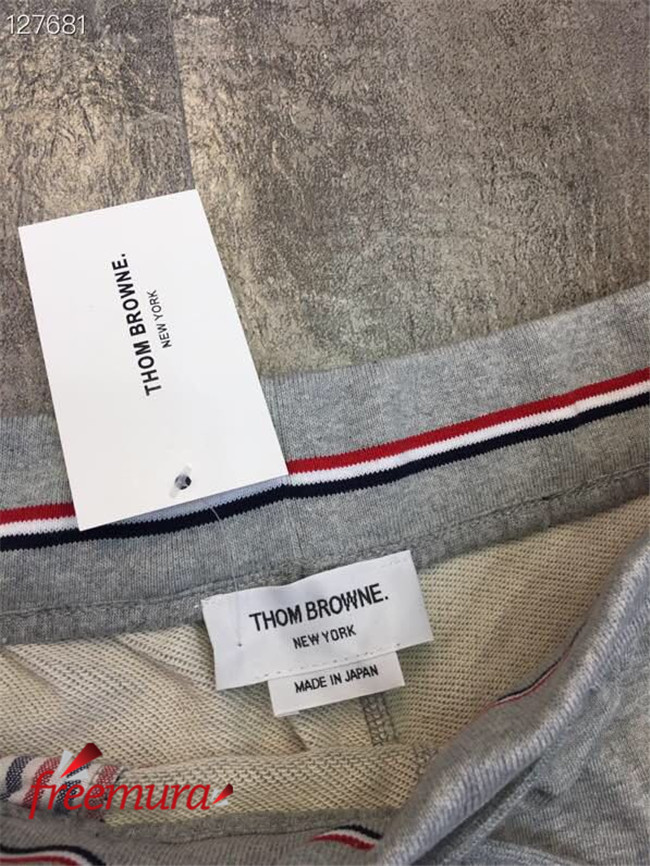 127681
THOM BROWNE.
NEW YORK
THOM BROWNE.
NEW YORK
MADE IN JAPAN
freemura